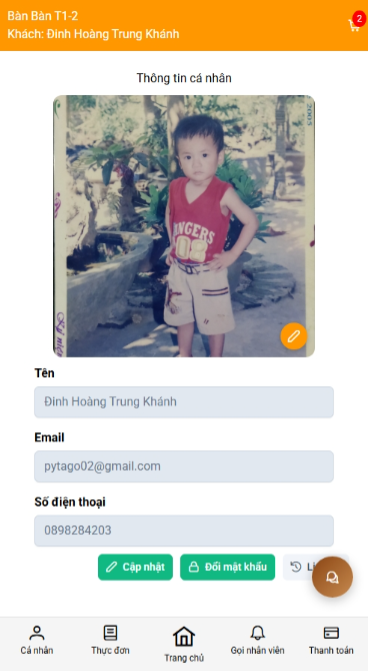 Bàn Bàn T1-2
2
Khách: Đinh Hoàng Trung Khánh
Thông tin cá nhân
2005
NGERS
08
Tên
Đinh Hoàng Trung Khánh
Email
pytago02@gmail.com
Số điện thoại
0898284203
Cập nhật
Đổi mật khẩu
Cá nhân
Thực đơn
Trang chủ
Gọi nhân viên
Thanh toán